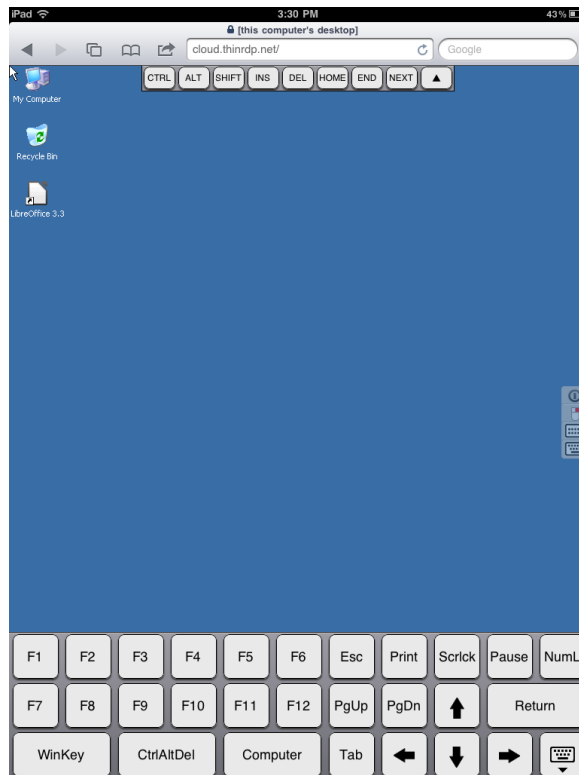 iPad 3:30 PM 43%
[this computer's desktop]
cloud.thinrdp.net/ Google
CTRL ALT SHIFT INS DEL HOME END NEXT
My Computer
Recycle Bin
LibreOffice 3.3
F1 F2 F3 F4 F5 F6 Esc Print Scrlck Pause NumL
F7 F8 F9 F10 F11 F12 PgUp PgDn Return
WinKey CtrlAltDel Computer Tab